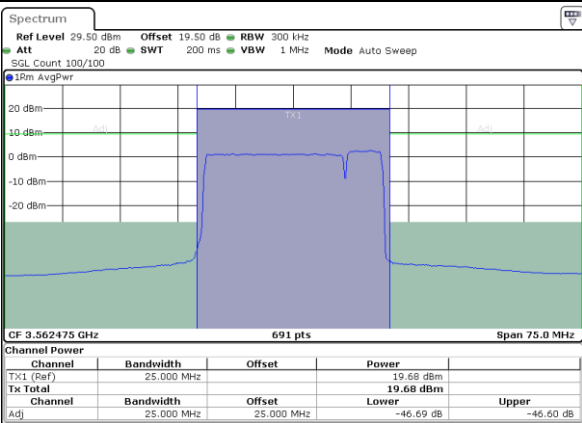 Spectrum
Ref Level 29.50 dBm Offset 19.50 dB RBW 300 kHz
Att 20 dB SWT 200 ms VBW 1 MHz Mode Auto Sweep
SGL Count 100/100
1Rm AvgPwr
20 dBm
TX1
10 dBm
Adj Adj
0 dBm
-10 dBm
-20 dBm
CF 3.562475 GHz 691 pts Span 75.0 MHz
Channel Power
Channel Bandwidth Offset Power
TX1 (Ref) 25.000 MHz 19.68 dBm
Tx Total 19.68 dBm
Channel Bandwidth Offset Lower Upper
Adj 25.000 MHz 25.000 MHz -46.69 dB -46.60 dB